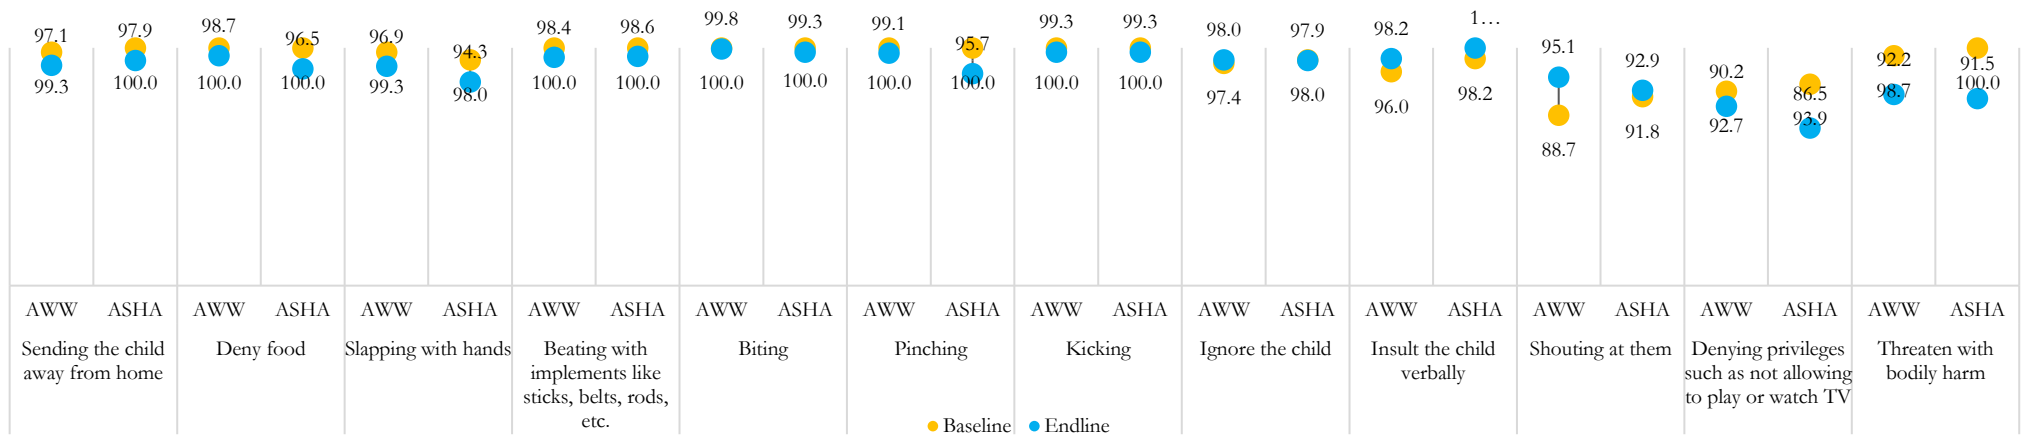 97.1 97.9 98.7 96.5 96.9 94.3 98.4 98.6 99.8 99.3 99.1 95.7 99.3 99.3 98.0 97.9 98.2 1… 95.1 92.9 90.2 86.5 92.2 91.5
99.3 100.0 100.0 100.0 99.3 98.0 100.0 100.0 100.0 100.0 100.0 100.0 100.0 100.0 97.4 98.0 96.0 98.2 88.7 91.8 92.7 93.9 98.7 100.0
AWW ASHA AWW ASHA AWW ASHA AWW ASHA AWW ASHA AWW ASHA AWW ASHA AWW ASHA AWW ASHA AWW ASHA AWW ASHA AWW ASHA
Sending the child
away from home
Deny food
Slapping with hands
Beating with
implements like
sticks, belts, rods,
etc.
Biting
Pinching
Kicking
Ignore the child
Insult the child
verbally
Shouting at them
Denying privileges
such as not allowing
to play or watch TV
Threaten with
bodily harm
Baseline Endline